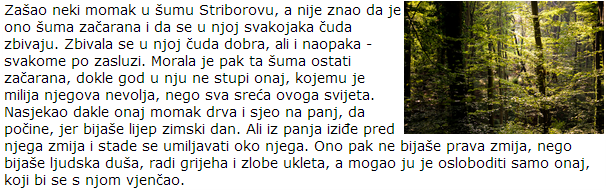 Zašao neki momak u šumu Striborovu, a nije znao da je
ono šuma začarana i da se u njoj svakojaka čuda
zbivaju. Zbivala se u njoj čuda dobra, ali i naopaka -
svakome po zasluzi. Morala je pak ta šuma ostati
začarana, dokle god u nju ne stupi onaj, kojemu je
milija njegova nevolja, nego sva sreća ovoga svijeta.
Nasjekao dakle onaj momak drva i sjeo na panj, da
počine, jer bijaše lijep zimski dan. Ali iz panja iziđe pred
njega zmija i stade se umiljavati oko njega. Ono pak ne bijaše prava zmija, nego
bijaše ljudska duša, radi grijeha i zlobe ukleta, a mogao ju je osloboditi samo onaj,
koji bi se s njom vjenčao.